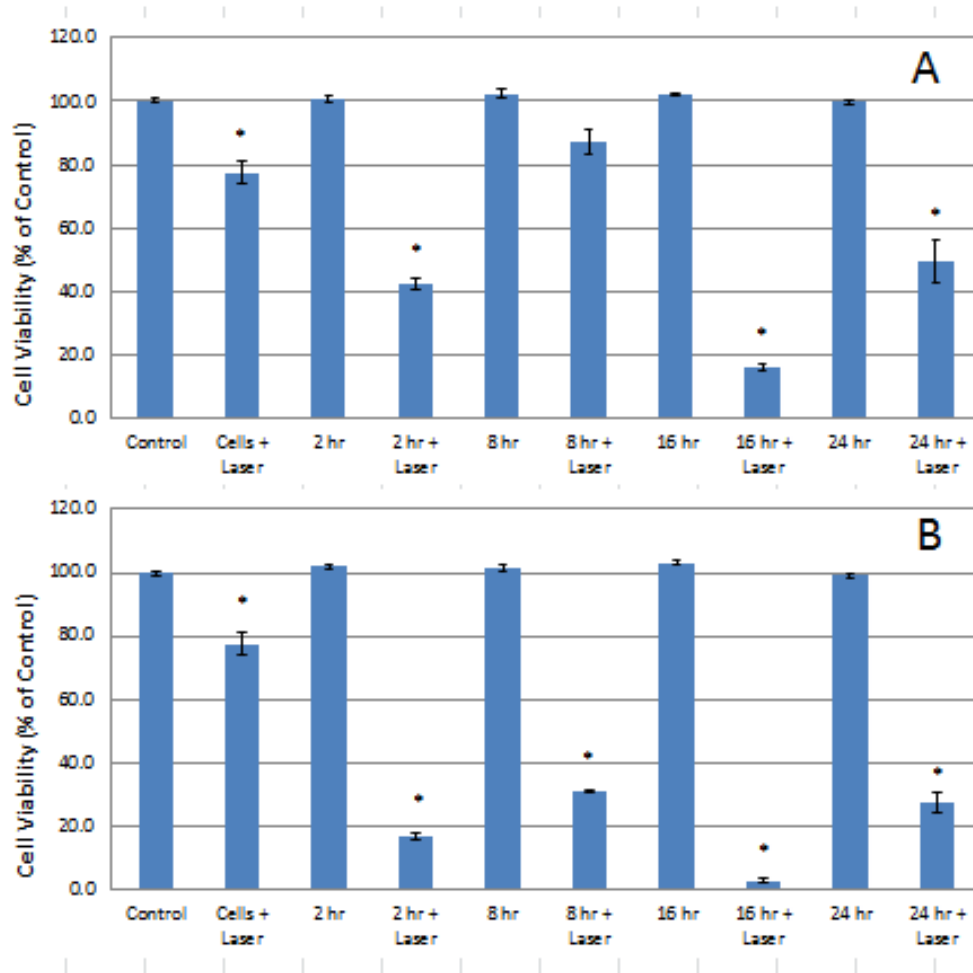 A
Cell Viability (% of Control)
120.0
100.0
80.0
60.0
40.0
20.0
0.0
*
*
*
*
Control Cells + 2 hr 2 hr + 8 hr 8 hr + 16 hr 16 hr + 24 hr 24 hr +
Laser Laser Laser Laser Laser
B
Cell Viability (% of Control)
120.0
100.0
80.0
60.0
40.0
20.0
0.0
*
*
*
*
*
Control Cells + 2 hr 2 hr + 8 hr 8 hr + 16 hr 16 hr + 24 hr 24 hr +
Laser Laser Laser Laser Laser